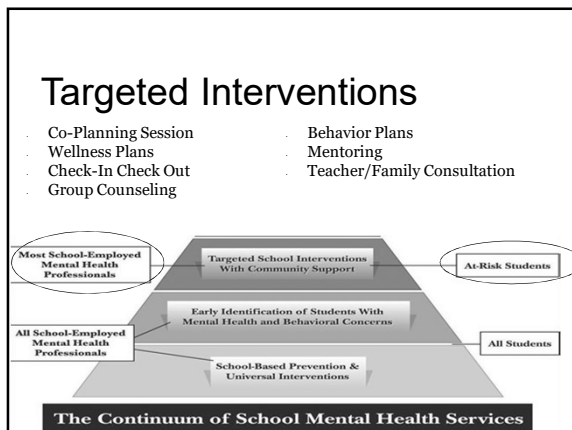 Targeted Interventions
Co-Planning Session
Wellness Plans
Check-In Check Out
Group Counseling
Behavior Plans
Mentoring
Teacher/Family Consultation
Most School-Employed
Mental Health
Professionals
Targeted School Interventions
With Community Support
At-Risk Students
Early Identification of Students With
Mental Health and Behavioral Concerns
All School-Employed
Mental Health
Professionals
All Students
School-Based Prevention &
Universal Interventions
The Continuum of School Mental Health Services